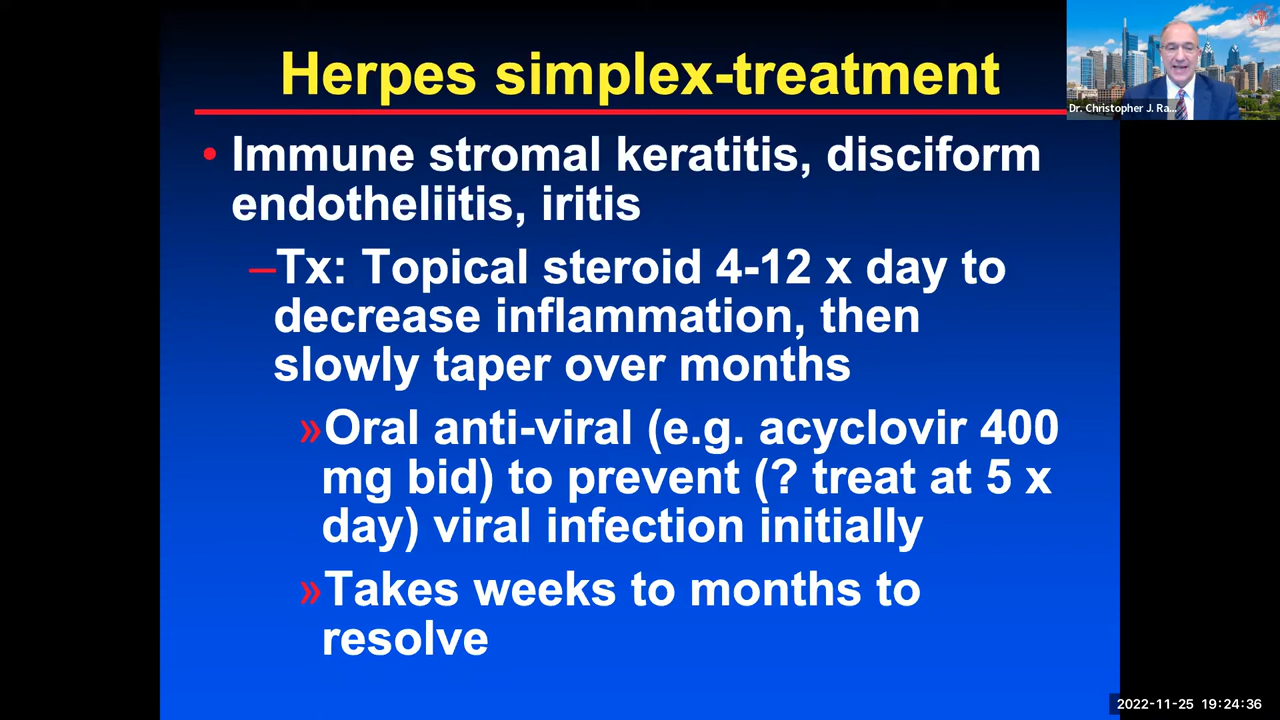 Herpes simplex-treatment
Dr. Christopher J. Ra...
• Immune stromal keratitis, disciform
endotheliitis, iritis
–Tx: Topical steroid 4-12 x day to
decrease inflammation, then
slowly taper over months
»Oral anti-viral (e.g. acyclovir 400
mg bid) to prevent (? treat at 5 x
day) viral infection initially
»Takes weeks to months to
resolve
2022-11-25 19:24:36